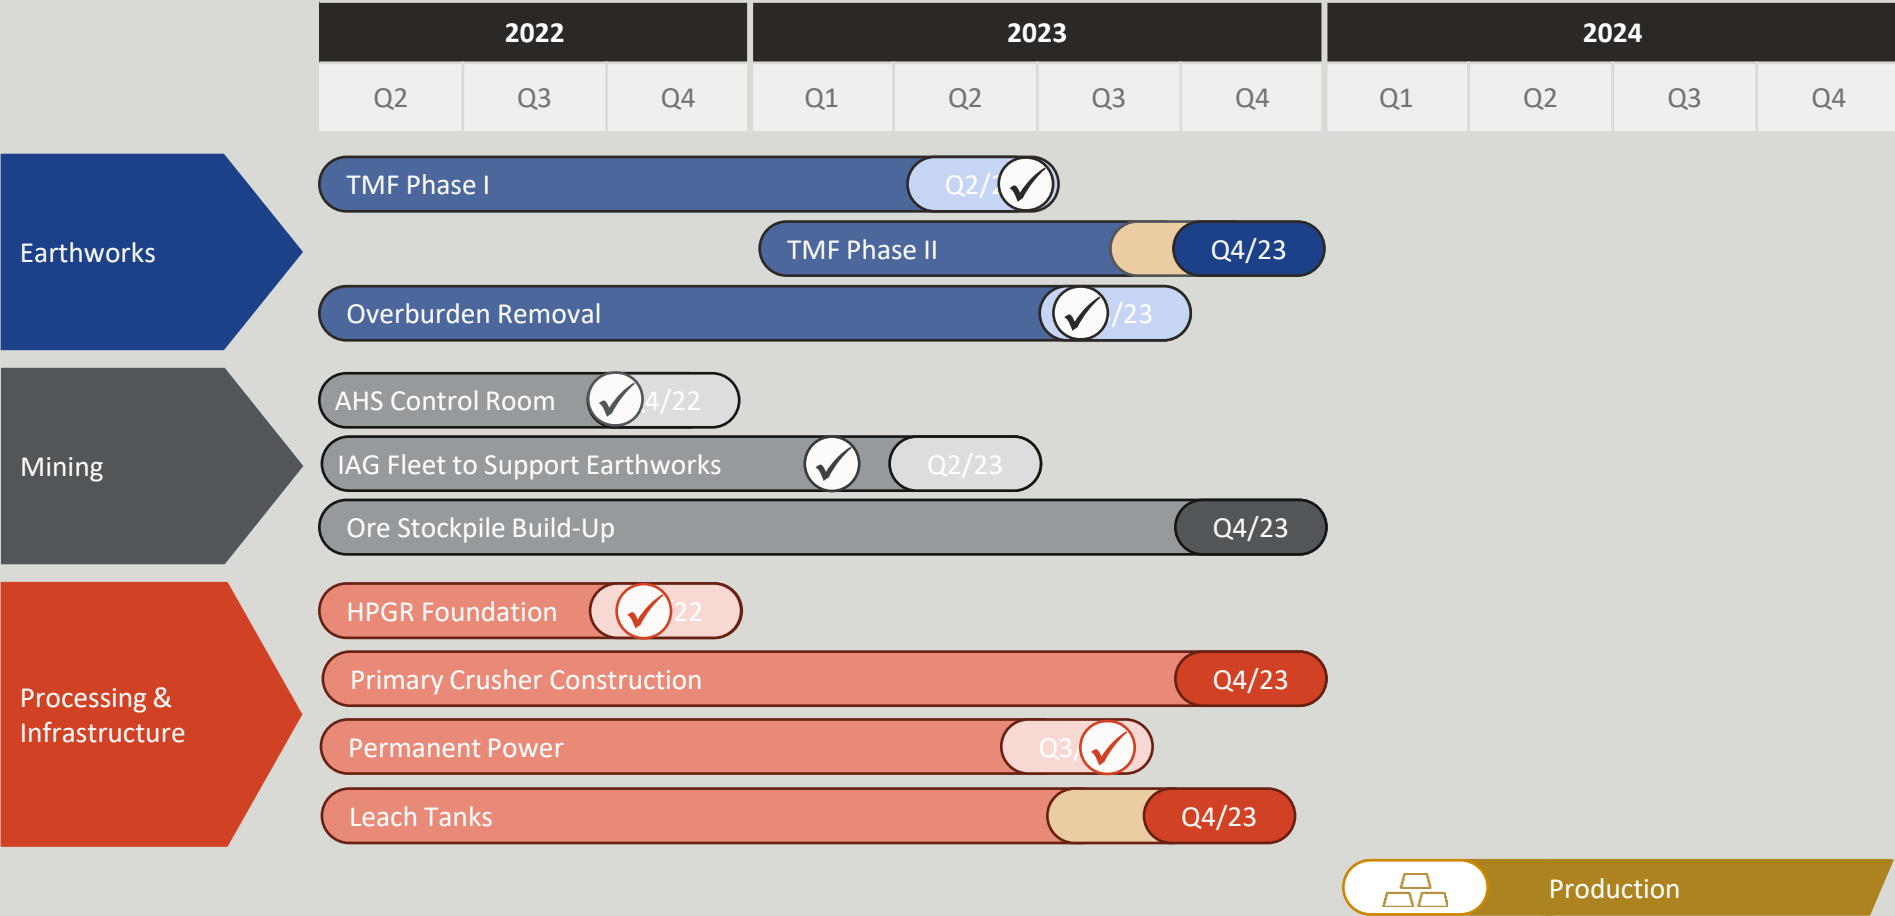 2022 2023 2024
Q2 Q3 Q4 Q1 Q2 Q3 Q4 Q1 Q2 Q3 Q4
Earthworks
TMF Phase I Q2/
TMF Phase II Q4/23
Overburden Removal /23
Mining
AHS Control Room 4/22
IAG Fleet to Support Earthworks Q2/23
Ore Stockpile Build-Up Q4/23
Processing &
Infrastructure
HPGR Foundation 22
Primary Crusher Construction Q4/23
Permanent Power Q3/
Leach Tanks Q4/23
Production